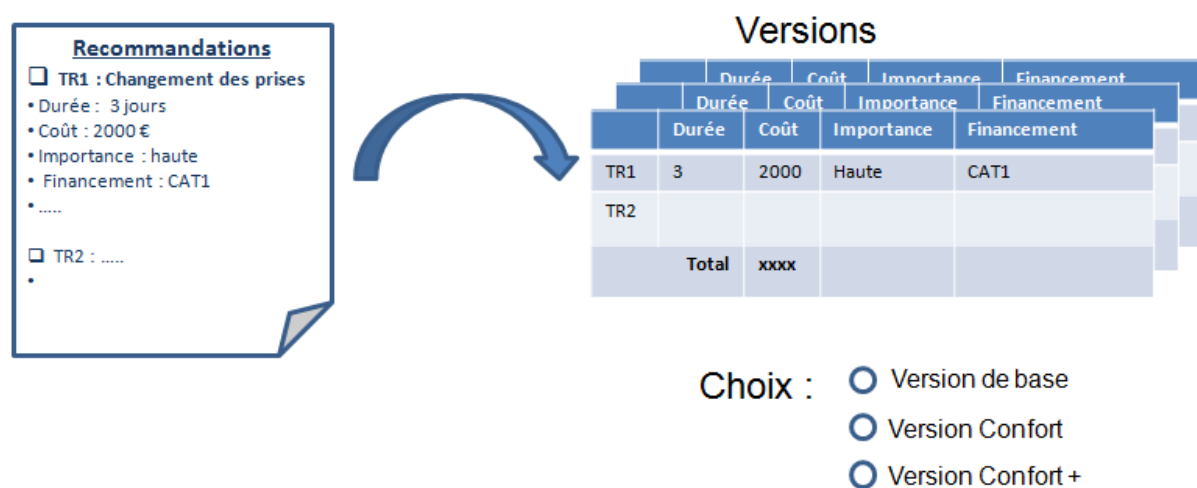 Recommandations
❑ TR1 : Changement des prises
• Durée : 3 jours
• Coût : 2000 €
• Importance : haute
• Financement : CAT1
• .....
❑ TR2 : .....
•
Versions
Durée Coût Importance Financement
Durée Coût Importance Financement
Durée Coût Importance Financement
TR1 3 2000 Haute CAT1
TR2
Total xxxx
Choix :
Version de base
Version Confort
Version Confort +